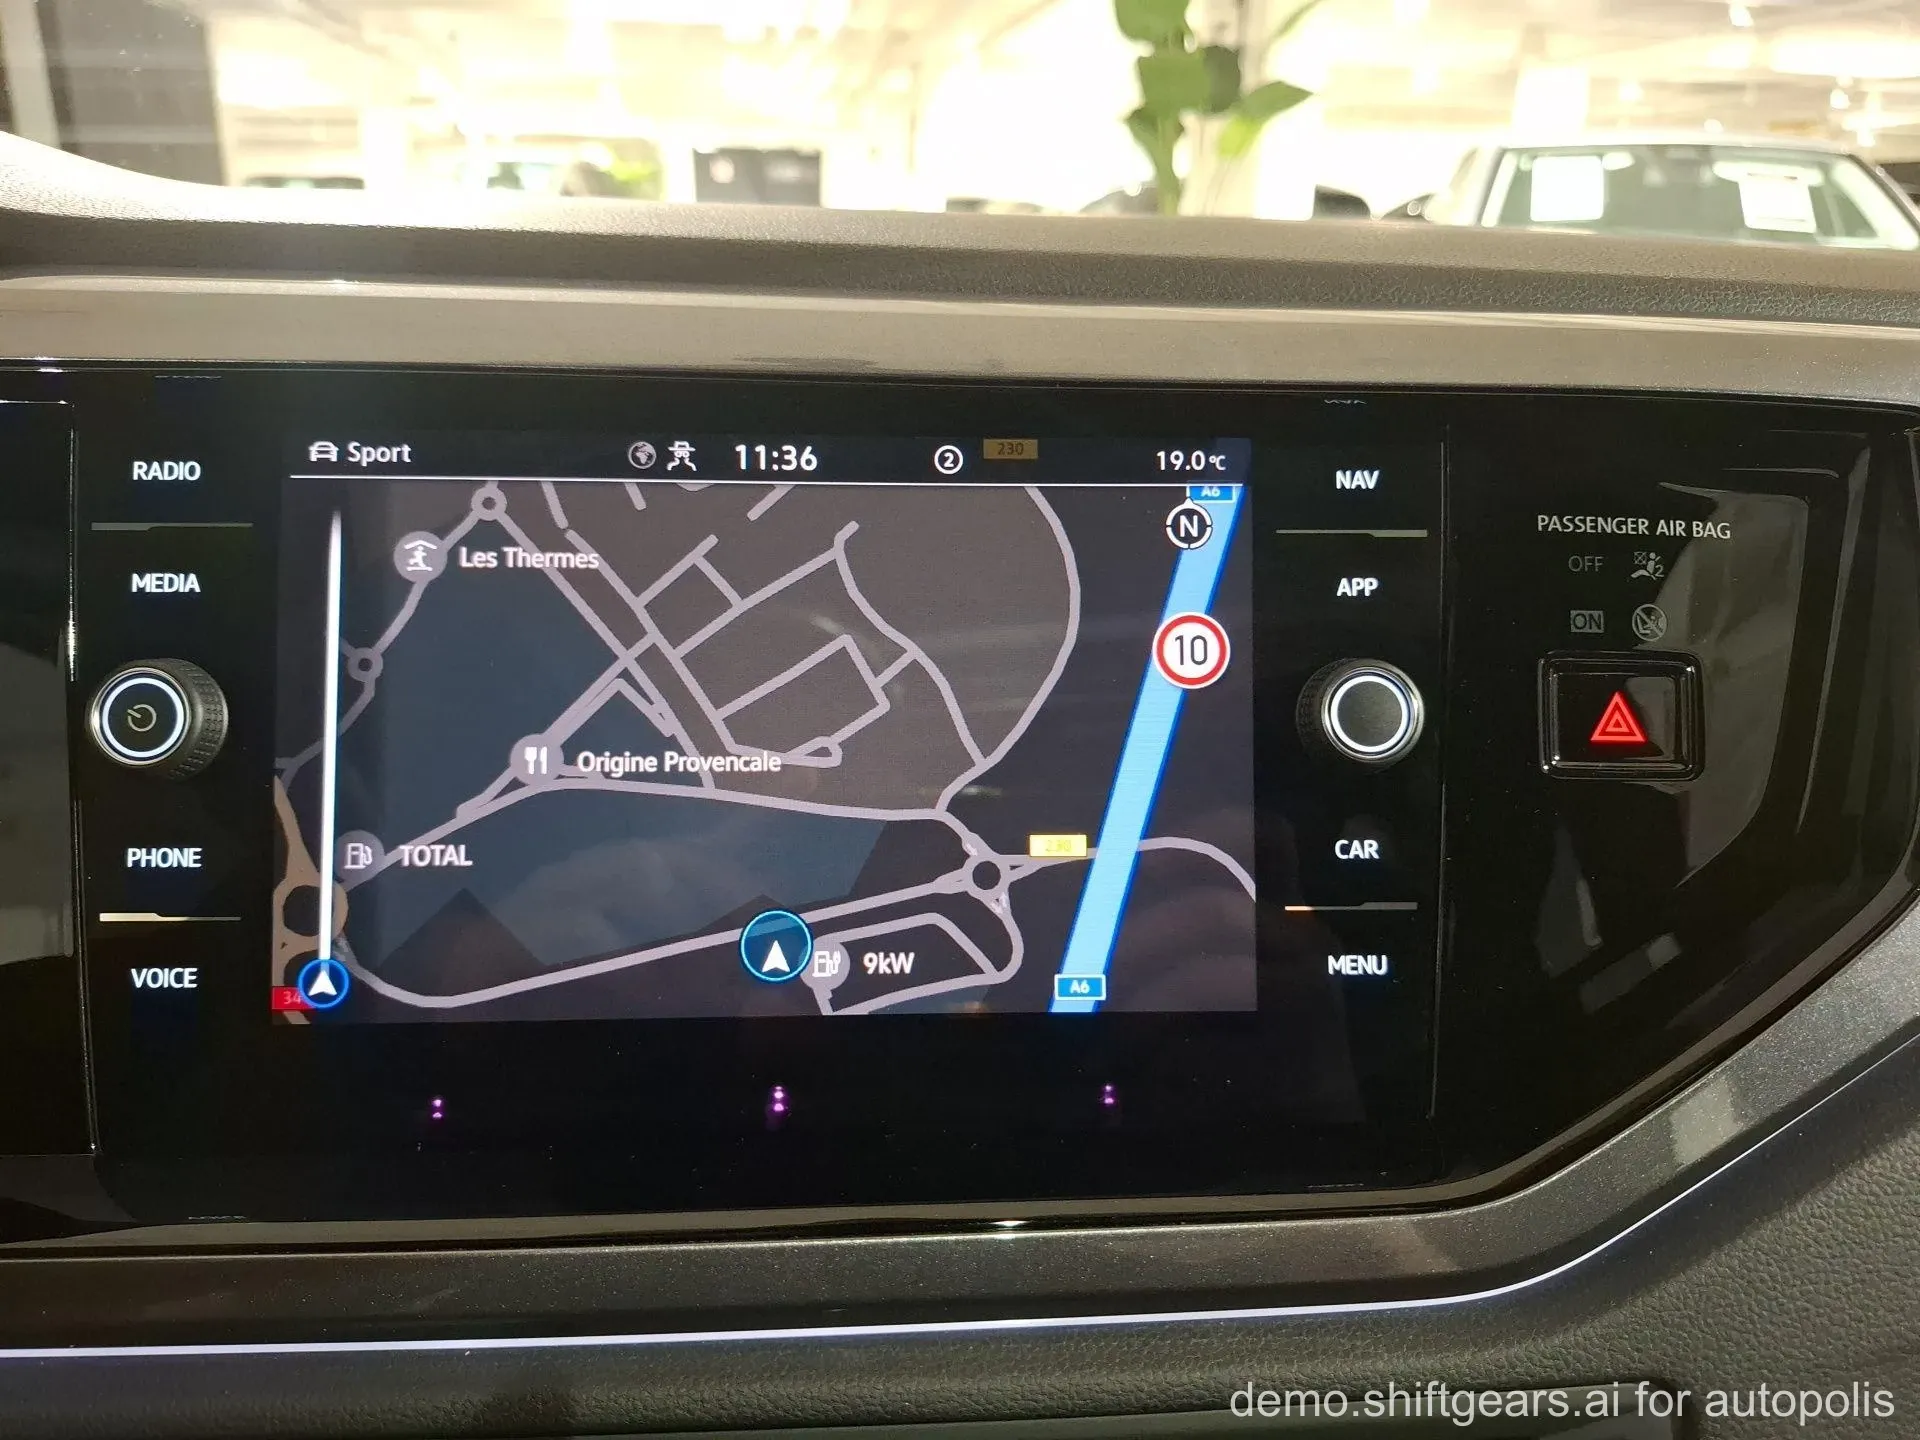 Sport 11:36 2 230 19.0°C
RADIO
MEDIA
PHONE
VOICE
A6
N
Les Thermes
10
Origine Provencale
230
TOTAL
9kW
A6
34
NAV
APP
CAR
MENU
PASSENGER AIR BAG
OFF 2
ON
demo.shiftgears.ai for autopolis